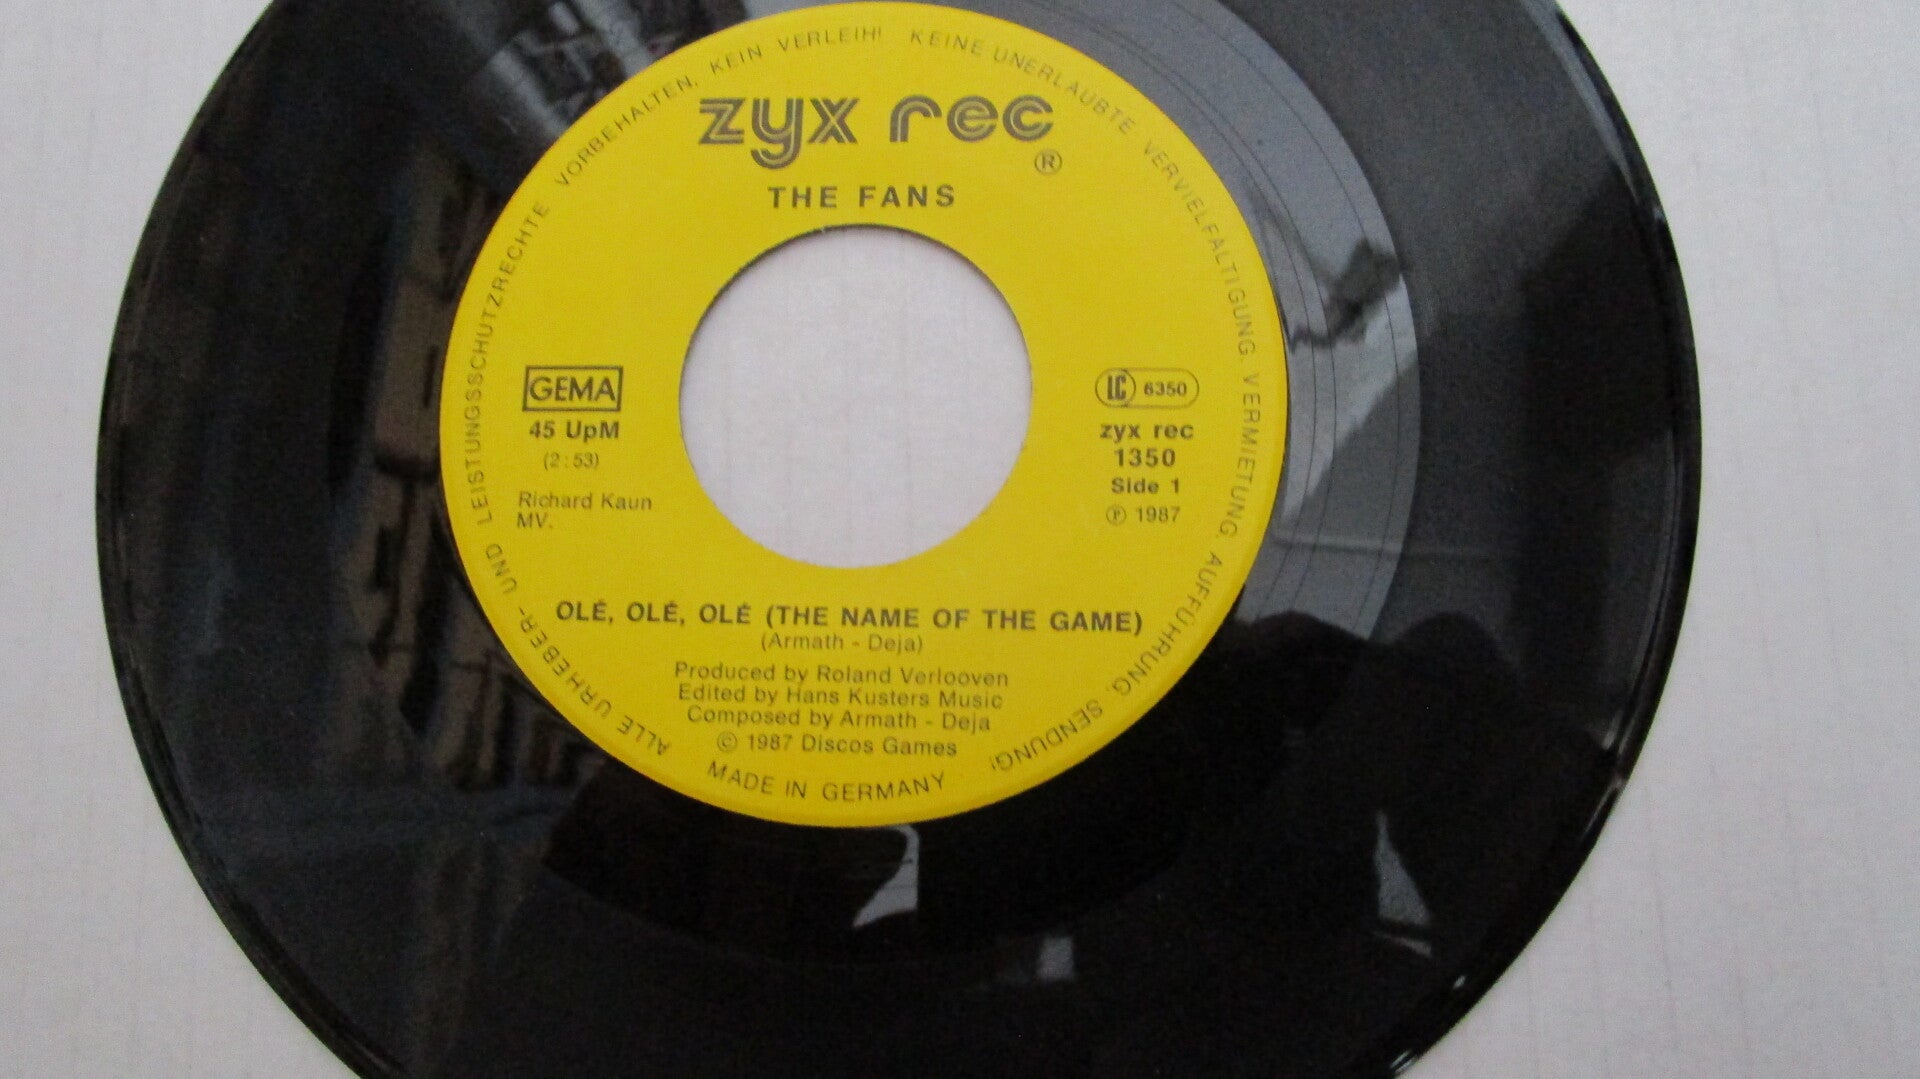 zyx rec ®
THE FANS
GEMA
45 UpM
(2:53)
Richard Kaun
MV.
LC 6350
zyx rec
1350
Side 1
℗ 1987
OLÉ, OLÉ, OLÉ (THE NAME OF THE GAME)
(Armath - Deja)
Produced by Roland Verlooven
Edited by Hans Kusters Music
Composed by Armath - Deja
© 1987 Discos Games
ALLE URHEBER- UND LEISTUNGSSCHUTZRECHTE VORBEHALTEN. KEIN VERLEIH! KEINE UNERLAUBTE VERVIELFALTIGUNG, VERMIETUNG, AUFFÜHRUNG, SENDUNG!
MADE IN GERMANY